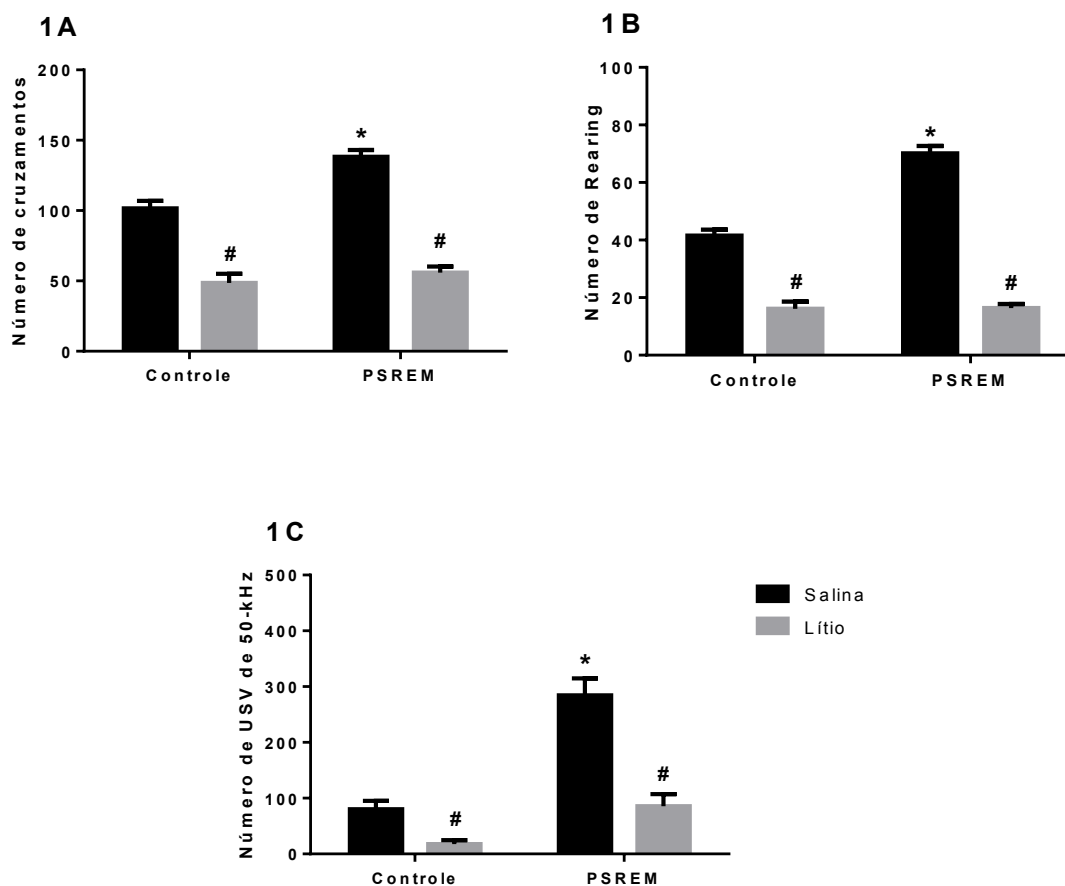 1A
Número de cruzamentos
200
150
100
50
0
*
#
#
Controle
PSREM
1B
Número de Rearing
100
80
60
40
20
0
*
#
#
Controle
PSREM
1C
Número de USV de 50-kHz
500
400
300
200
100
0
*
#
#
Controle
PSREM
Salina
Lítio